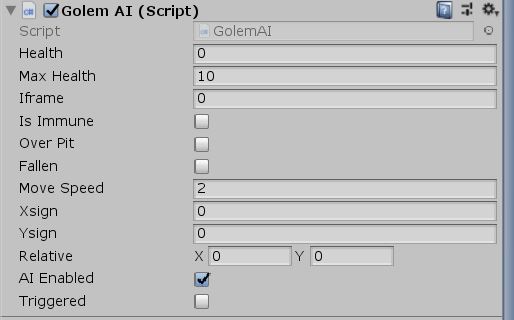 Golem AI (Script)
Script GolemAI
Health 0
Max Health 10
Iframe 0
Is Immune
Over Pit
Fallen
Move Speed 2
Xsign 0
Ysign 0
Relative X 0 Y 0
AI Enabled
Triggered